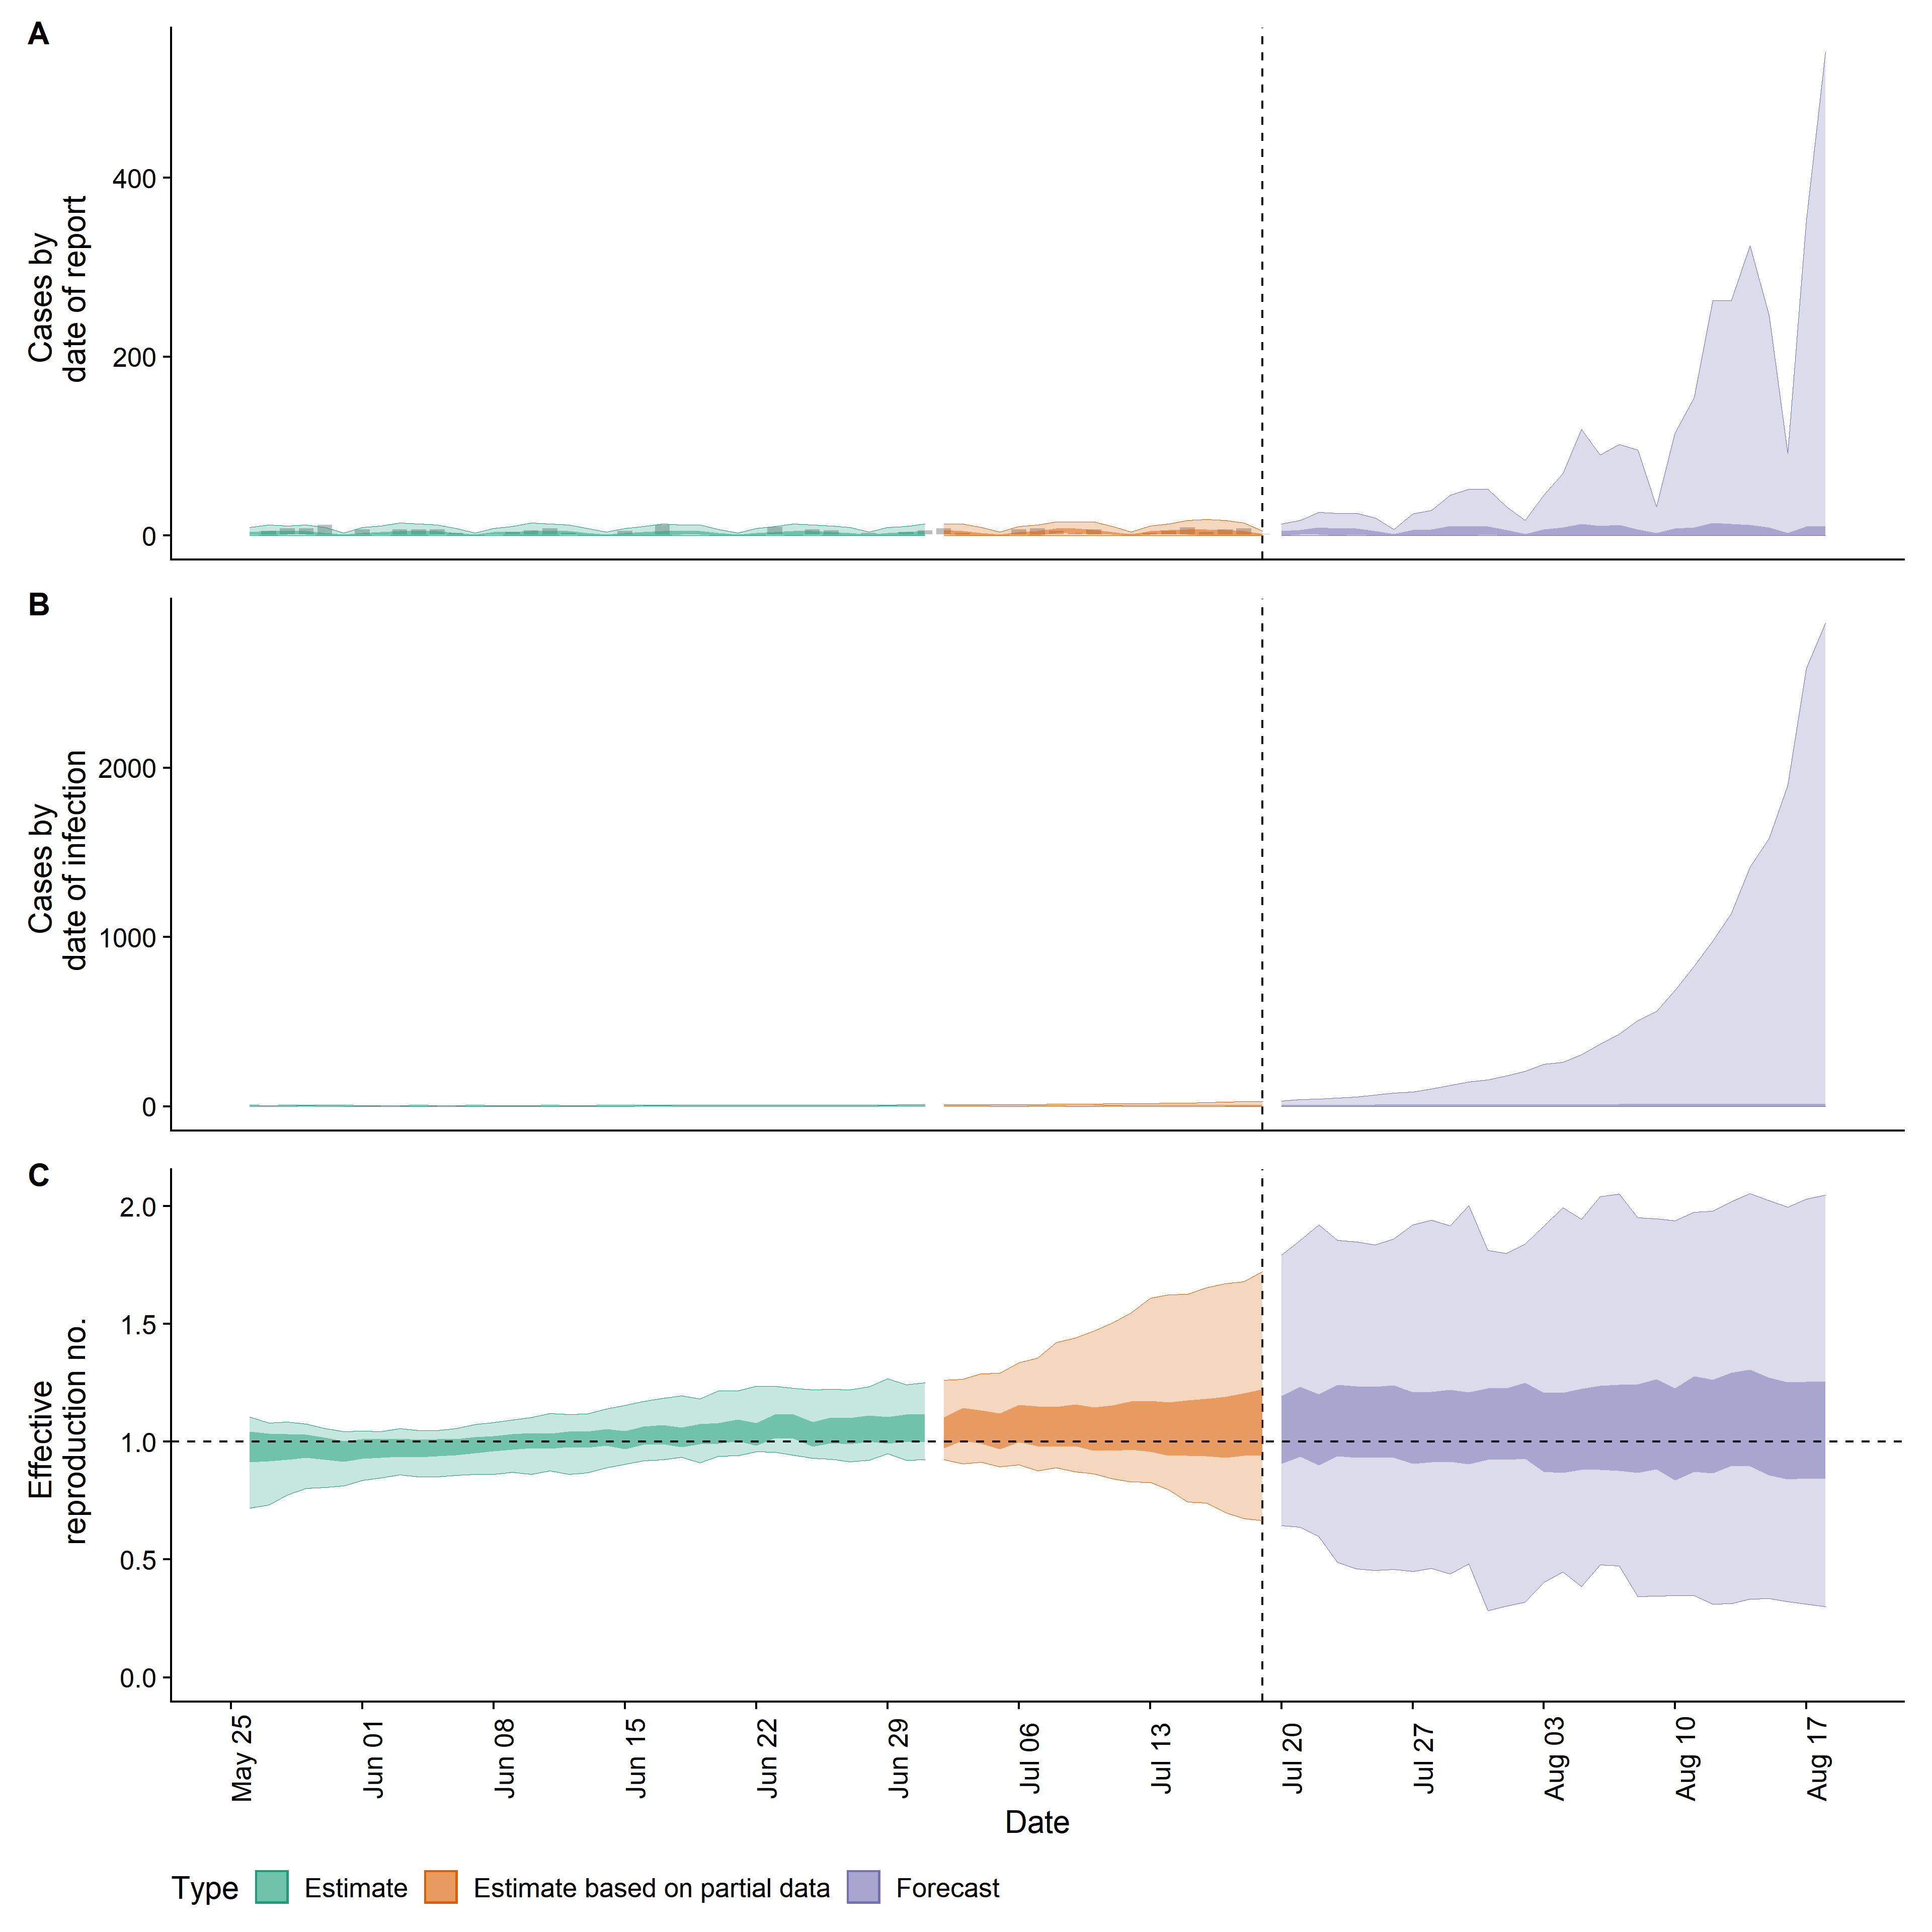 A
Cases by
date of report
400
200
0
B
Cases by
date of infection
2000
1000
0
C
Effective
reproduction no.
2.0
1.5
1.0
0.5
0.0
May 25
Jun 01
Jun 08
Jun 15
Jun 22
Jun 29
Jul 06
Jul 13
Jul 20
Jul 27
Aug 03
Aug 10
Aug 17
Date
Type Estimate Estimate based on partial data Forecast